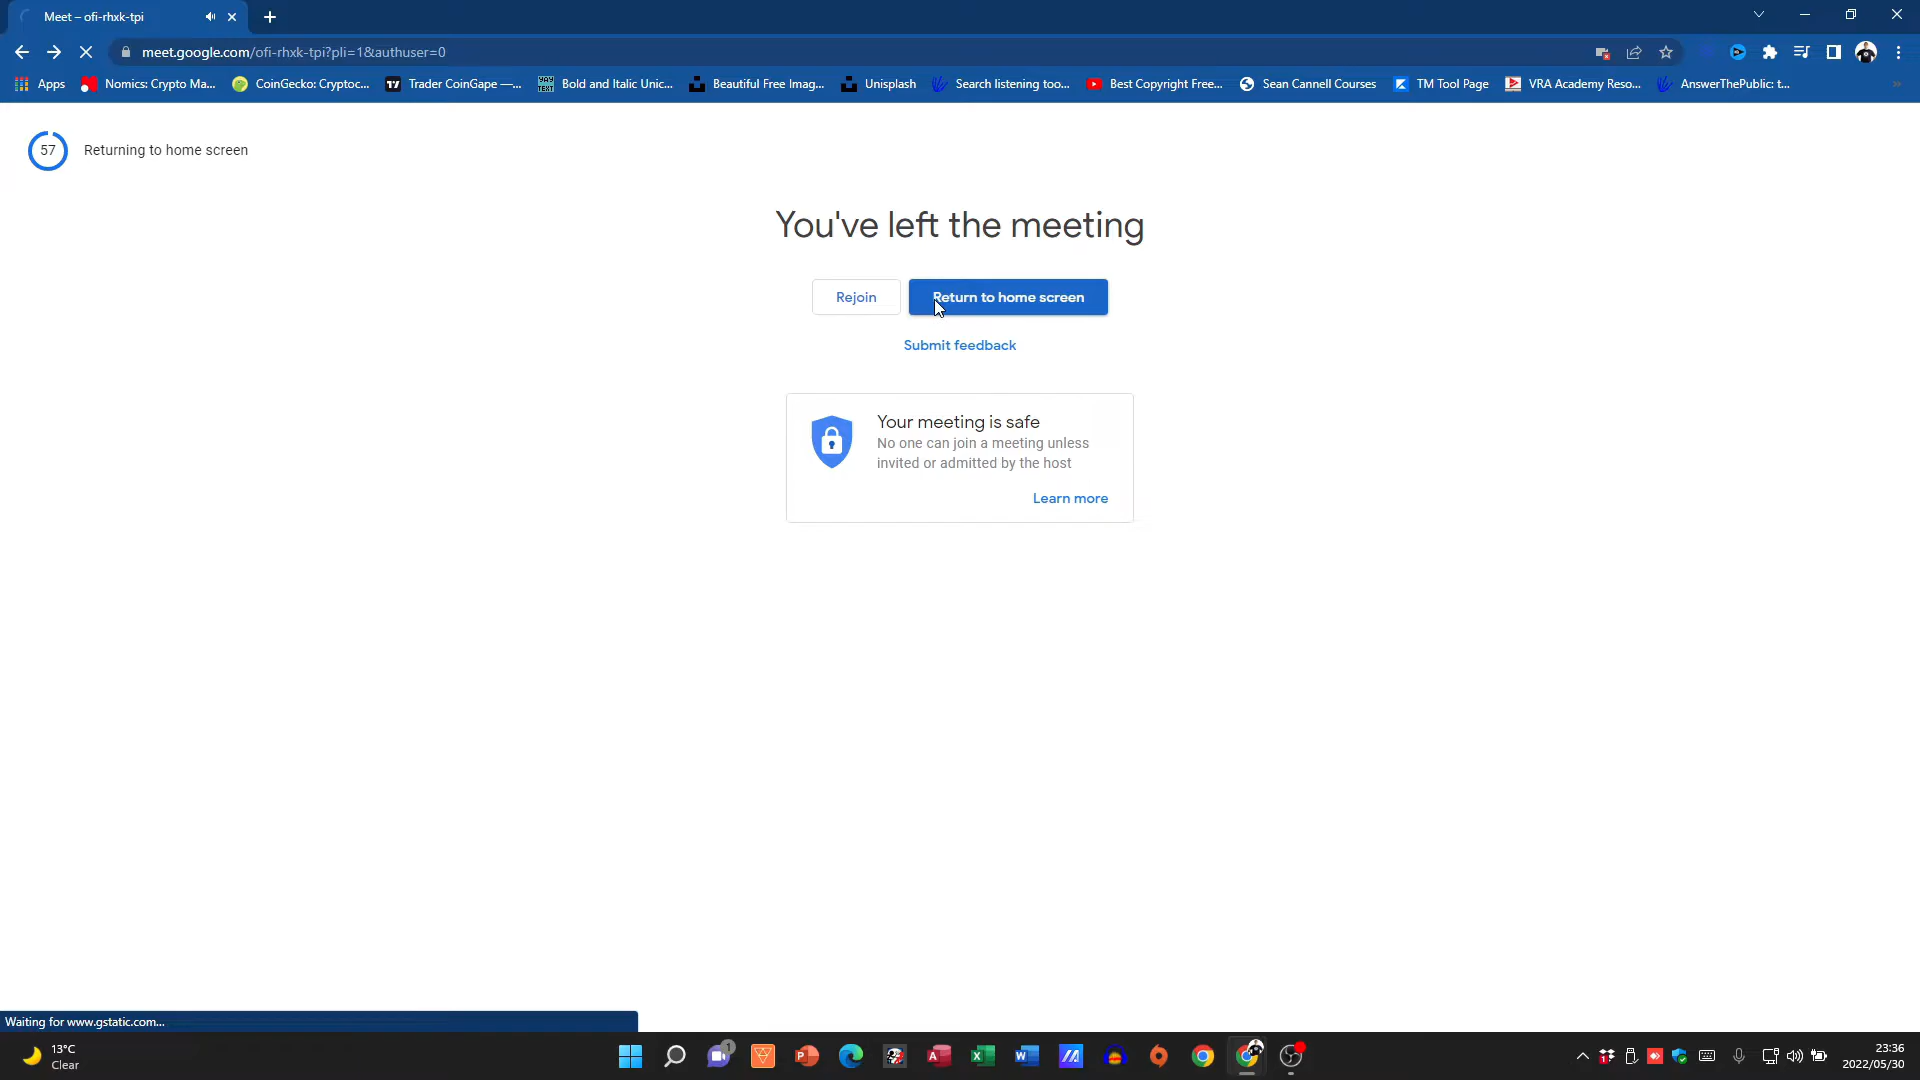 Meet – ofi-rhxk-tpi
meet.google.com/ofi-rhxk-tpi?pli=1&authuser=0
Apps
Nomics: Crypto Ma...
CoinGecko: Cryptoc...
Trader CoinGape —...
YAY
TEXT
Bold and Italic Unic...
Beautiful Free Imag...
Unisplash
Search listening too...
Best Copyright Free...
Sean Cannell Courses
TM Tool Page
VRA Academy Reso...
AnswerThePublic: t...
57
Returning to home screen
You've left the meeting
Rejoin
Return to home screen
Submit feedback
Your meeting is safe
No one can join a meeting unless
invited or admitted by the host
Learn more
Waiting for www.gstatic.com...
13°C
Clear
1
23:36
2022/05/30